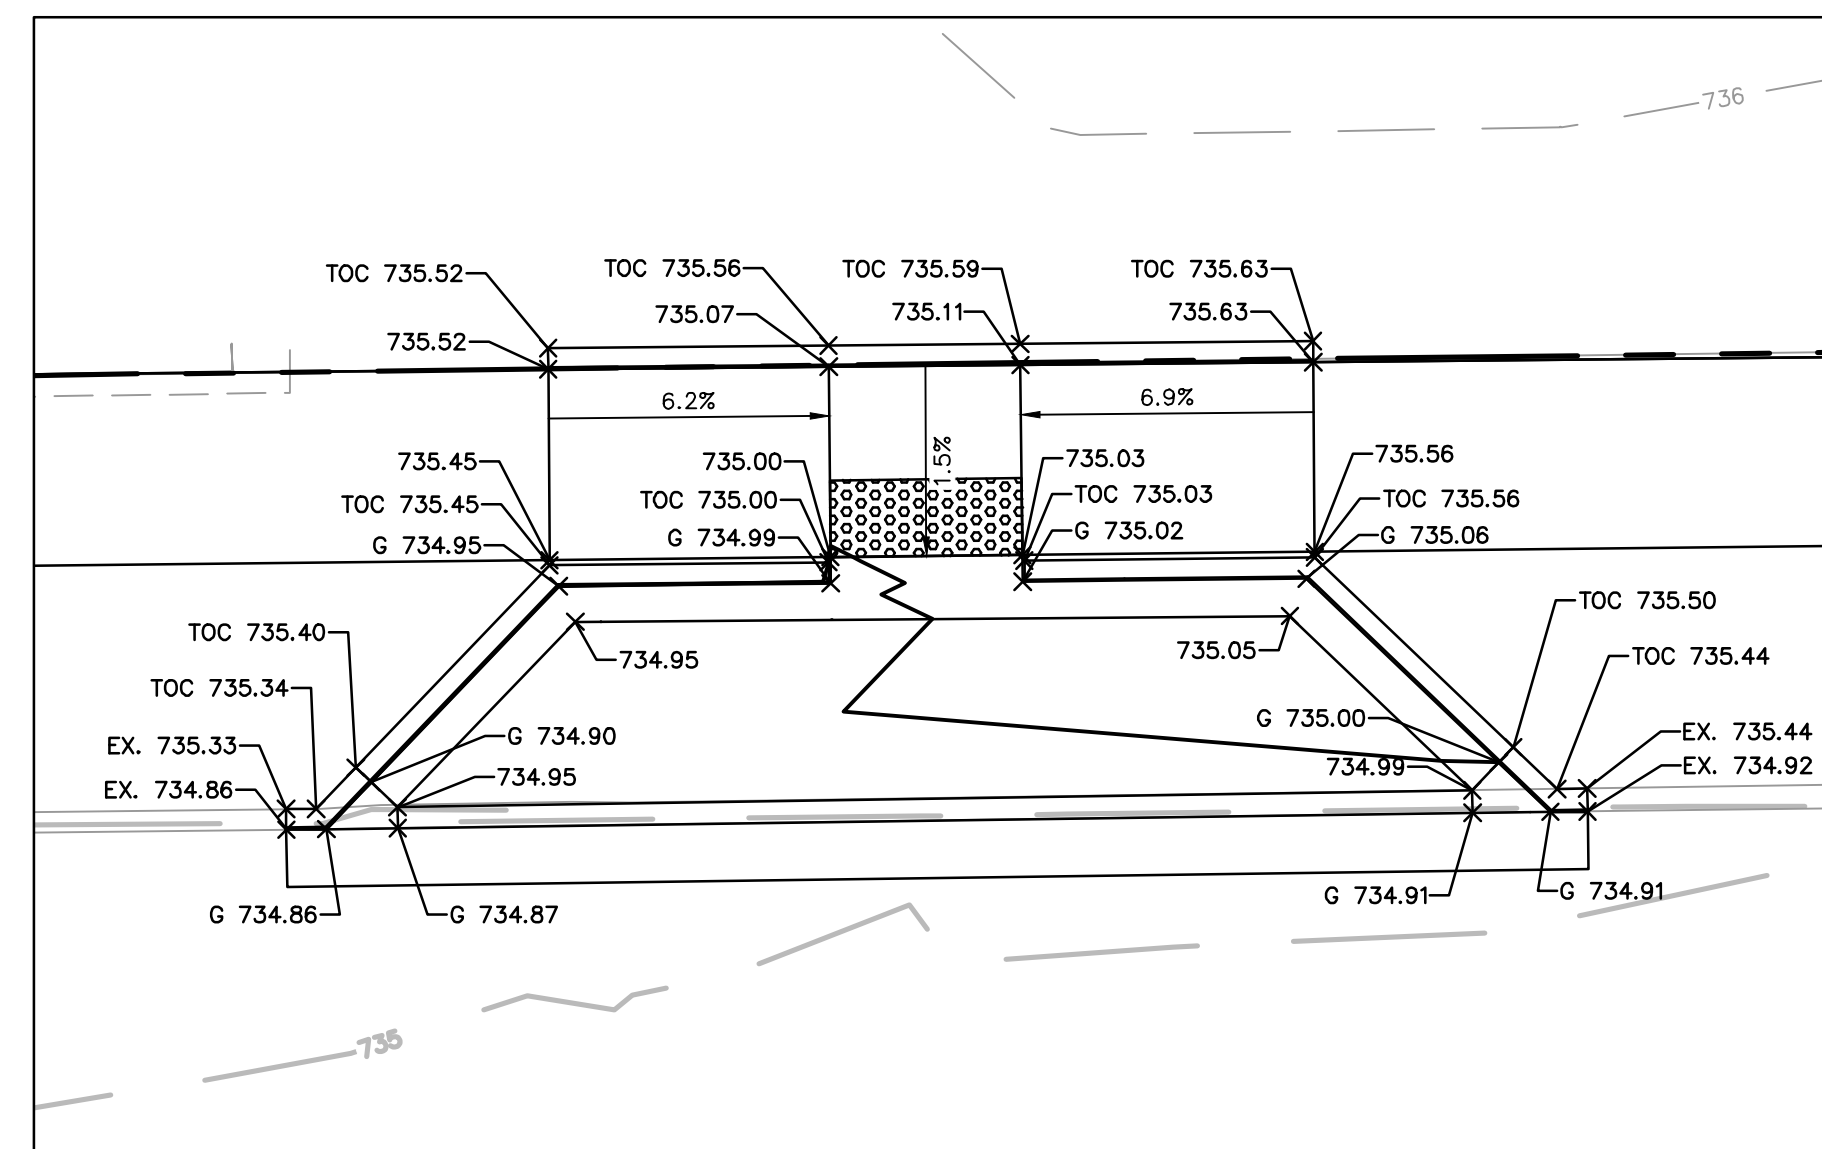 736
TOC 735.52
TOC 735.56
TOC 735.59
TOC 735.63
735.52
735.07
735.11
735.63
6.2%
6.9%
1.5%
735.45
735.00
735.03
735.56
TOC 735.45
TOC 735.00
TOC 735.03
TOC 735.56
G 734.95
G 734.99
G 735.02
G 735.06
TOC 735.40
734.95
735.05
TOC 735.50
TOC 735.34
TOC 735.44
EX. 735.33
G 734.90
G 735.00
EX. 735.44
EX. 734.86
734.95
734.99
EX. 734.92
G 734.86
G 734.87
G 734.91
G 734.91
735